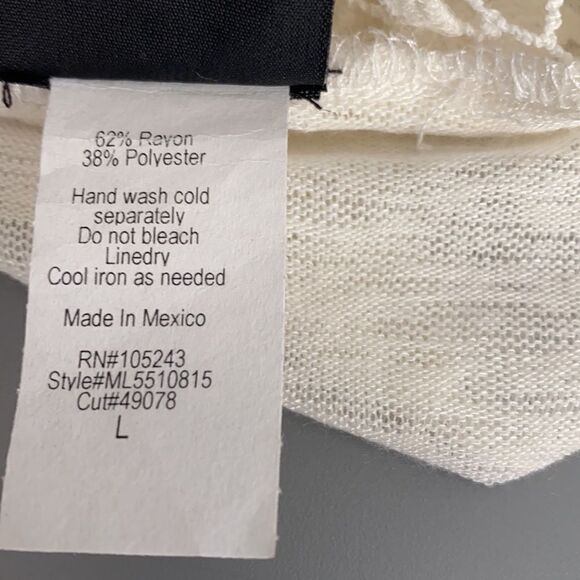 62% Rayon
38% Polyester
Hand wash cold
separately
Do not bleach
Linedry
Cool iron as needed
Made In Mexico
RN#105243
Style#ML5510815
Cut#49078
L